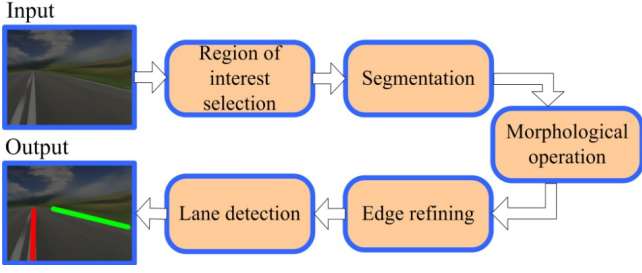 Input
Region of
interest
selection
Segmentation
Morphological
operation
Edge refining
Lane detection
Output